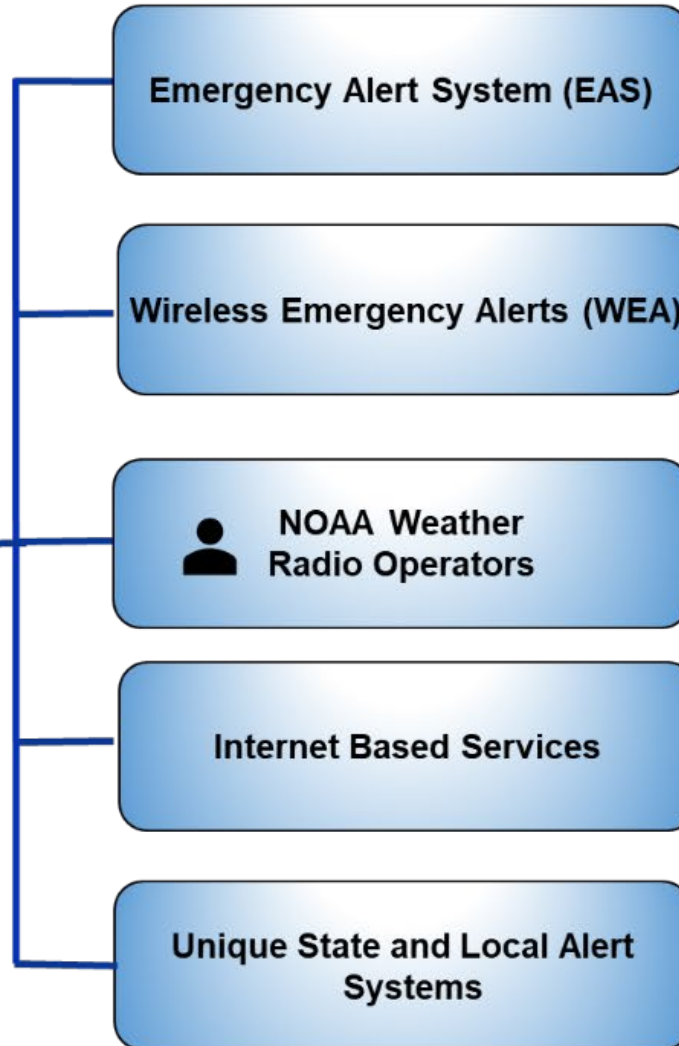 Emergency Alert System (EAS)
Wireless Emergency Alerts (WEA)
NOAA Weather
Radio Operators
Internet Based Services
Unique State and Local Alert
Systems